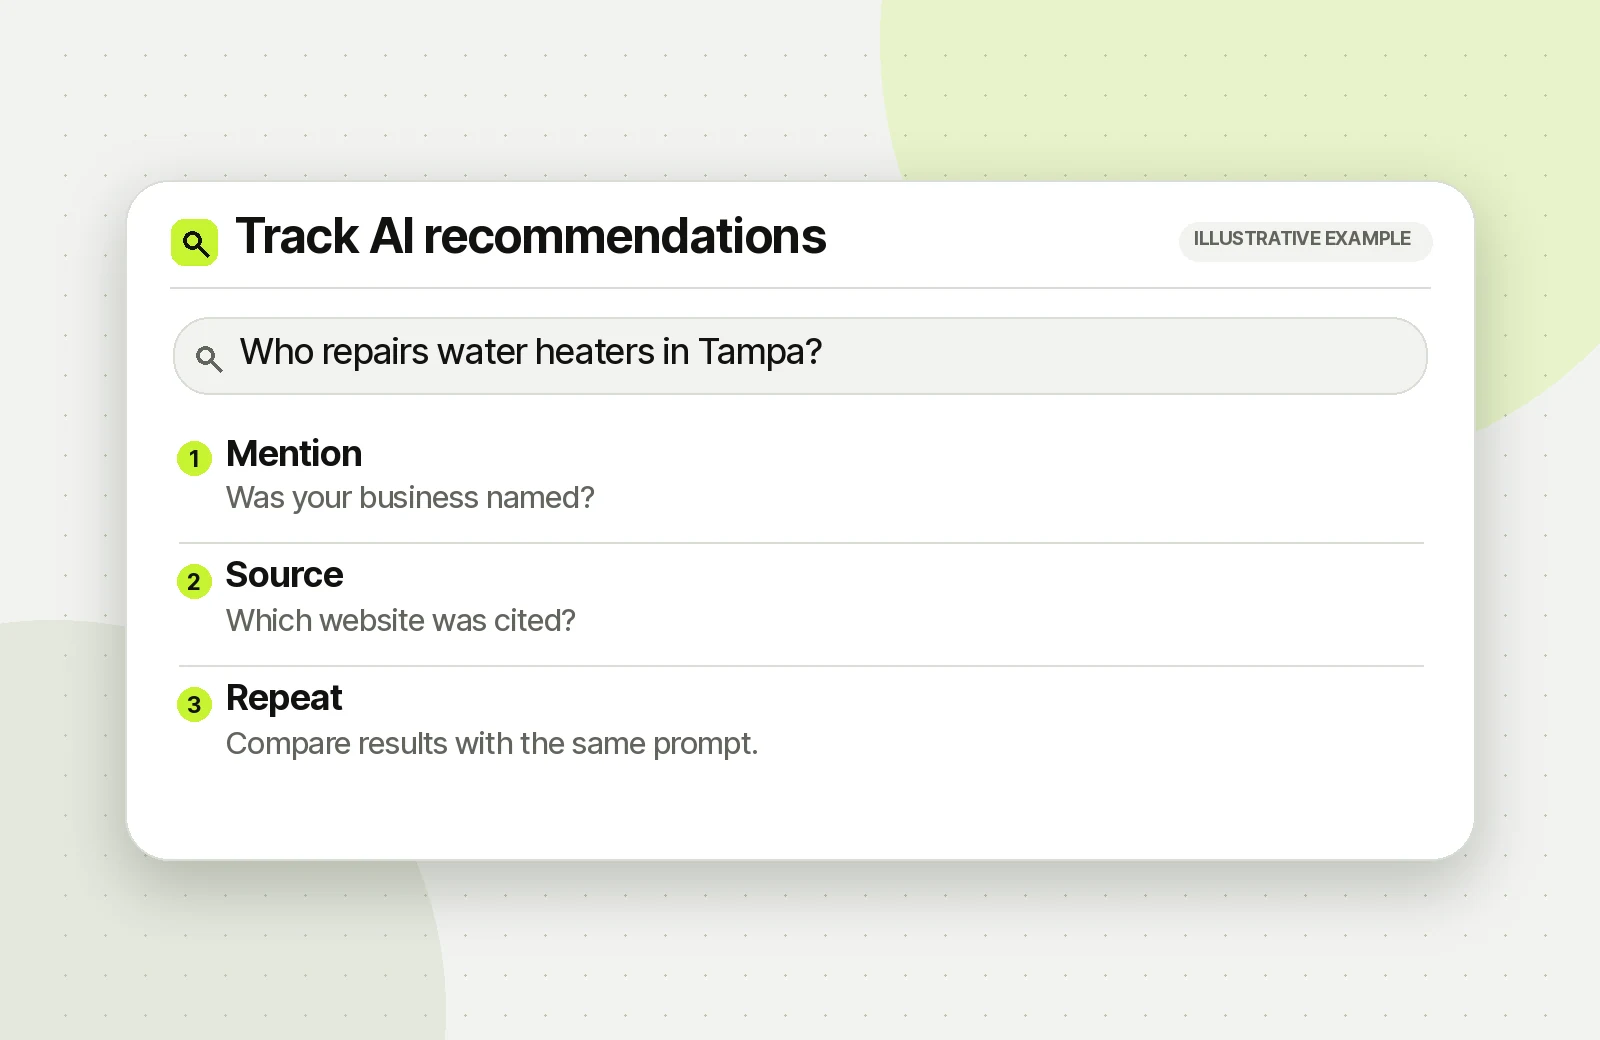 Track AI recommendations
ILLUSTRATIVE EXAMPLE
Who repairs water heaters in Tampa?
1 Mention
Was your business named?
2 Source
Which website was cited?
3 Repeat
Compare results with the same prompt.